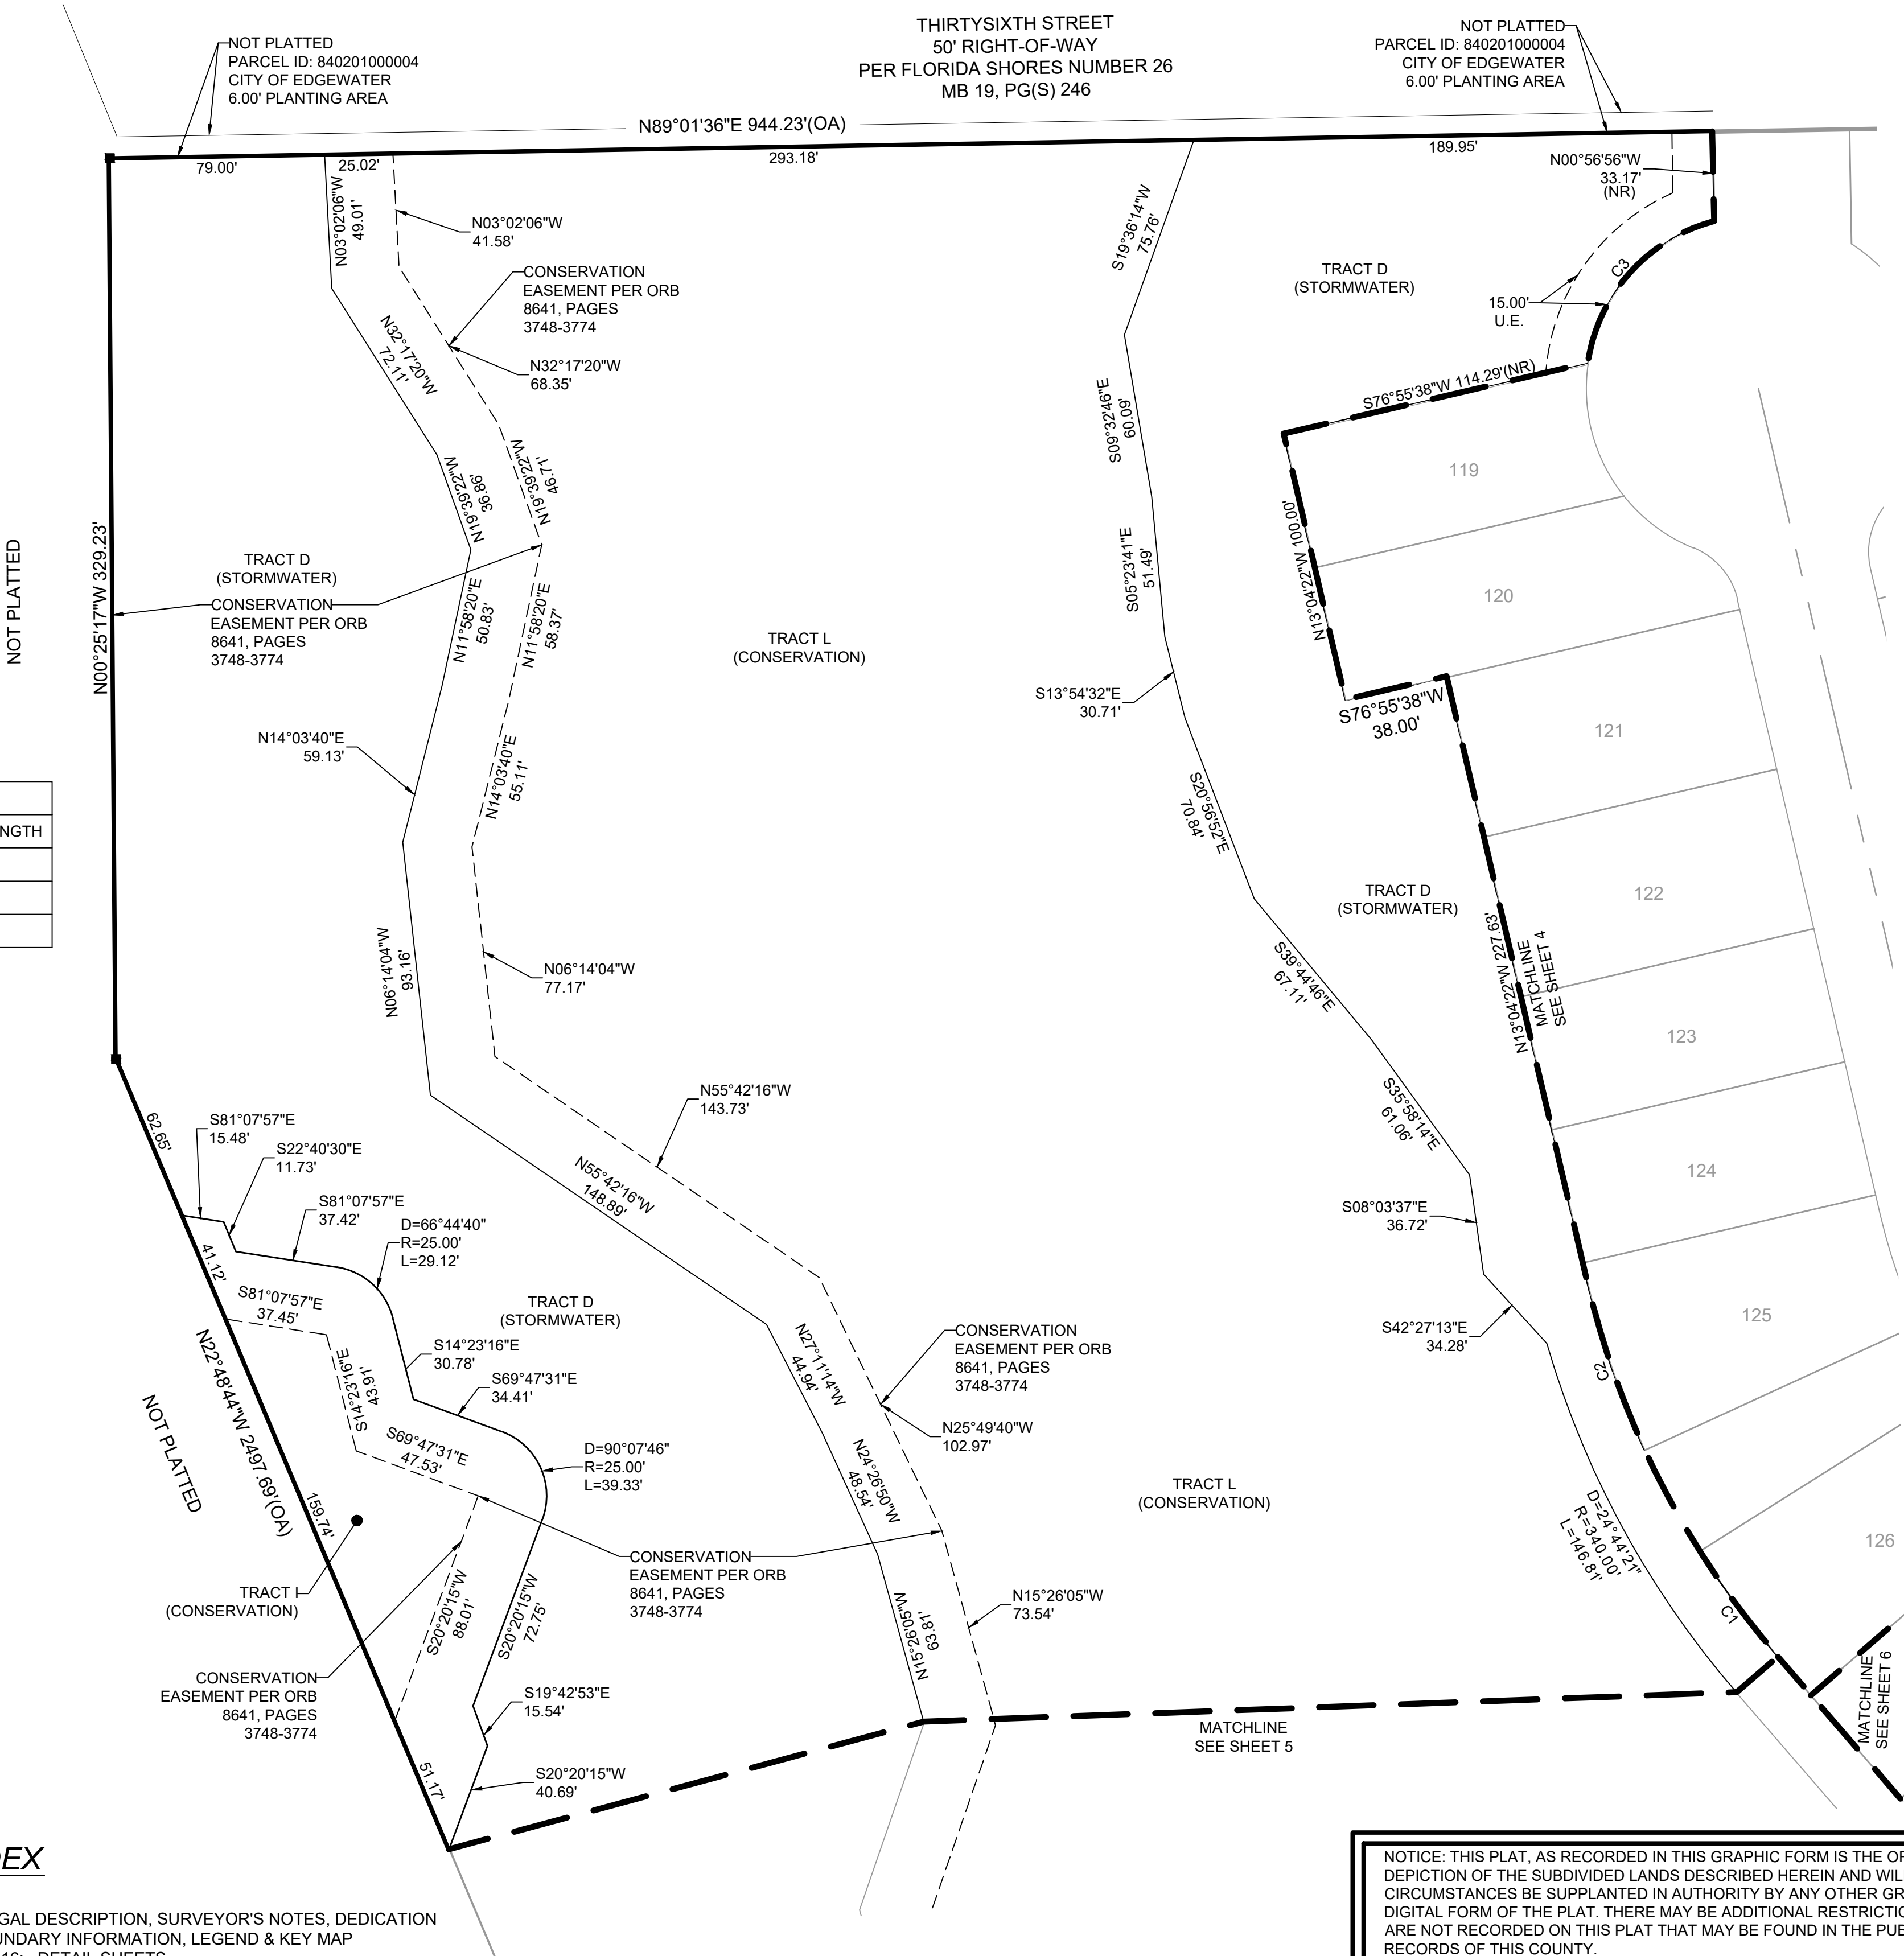 THIRTYSIXTH STREET
50' RIGHT-OF-WAY
PER FLORIDA SHORES NUMBER 26
MB 19, PG(S) 246
NOT PLATTED
PARCEL ID: 840201000004
CITY OF EDGEWATER
6.00' PLANTING AREA
NOT PLATTED
PARCEL ID: 840201000004
CITY OF EDGEWATER
6.00' PLANTING AREA
N89°01'36"E 944.23'(OA)
79.00'
25.02'
293.18'
189.95'
N00°56'56"W
33.17'
(NR)
N03°02'06"W
49.01'
N03°02'06"W
41.58'
CONSERVATION
EASEMENT PER ORB
8641, PAGES
3748-3774
N32°17'20"W
72.11'
N32°17'20"W
68.35'
S19°36'14"W
75.76'
TRACT D
(STORMWATER)
C3
15.00'
U.E.
S76°55'38"W 114.29'(NR)
S09°32'46"E
60.09'
N19°39'22"W
36.86'
N19°39'22"W
46.71'
119
NOT PLATTED
N00°25'17"W 329.23'
TRACT D
(STORMWATER)
CONSERVATION
EASEMENT PER ORB
8641, PAGES
3748-3774
N11°58'20"E
50.83'
N11°58'20"E
58.37'
TRACT L
(CONSERVATION)
S05°23'41"E
51.49'
N13°04'22"W 100.00'
120
S13°54'32"E
30.71'
S76°55'38"W
38.00'
121
N14°03'40"E
59.13'
N14°03'40"E
55.11'
S20°56'52"E
70.84'
NGTH
TRACT D
(STORMWATER)
122
N06°14'04"W
93.16'
N06°14'04"W
77.17'
S39°44'46"E
67.11'
N13°04'22"W 227.63'
MATCHLINE
SEE SHEET 4
123
N55°42'16"W
143.73'
S35°58'14"E
61.06'
62.65'
S81°07'57"E
15.48'
S22°40'30"E
11.73'
N55°42'16"W
148.89'
124
S81°07'57"E
37.42'
D=66°44'40"
R=25.00'
L=29.12'
S08°03'37"E
36.72'
41.12'
S81°07'57"E
37.45'
TRACT D
(STORMWATER)
125
S42°27'13"E
34.28'
N22°48'44"W 2497.69'(OA)
S14°23'16"E
43.91'
S14°23'16"E
30.78'
S69°47'31"E
34.41'
N27°11'14"W
44.94'
CONSERVATION
EASEMENT PER ORB
8641, PAGES
3748-3774
C2
NOT PLATTED
S69°47'31"E
47.53'
D=90°07'46"
R=25.00'
L=39.33'
N25°49'40"W
102.97'
N24°26'50"W
48.54'
TRACT L
(CONSERVATION)
159.74'
D=24°44'21"
R=340.00'
L=146.81'
126
CONSERVATION
EASEMENT PER ORB
8641, PAGES
3748-3774
TRACT I
(CONSERVATION)
S20°20'15"W
88.01'
S20°20'15"W
72.75'
N15°26'05"W
63.81'
N15°26'05"W
73.54'
C1
CONSERVATION
EASEMENT PER ORB
8641, PAGES
3748-3774
S19°42'53"E
15.54'
MATCHLINE
SEE SHEET 5
MATCHLINE
SEE SHEET 6
51.17'
S20°20'15"W
40.69'
DEX
GAL DESCRIPTION, SURVEYOR'S NOTES, DEDICATION
UNDARY INFORMATION, LEGEND & KEY MAP
NOTICE: THIS PLAT, AS RECORDED IN THIS GRAPHIC FORM IS THE OF
DEPICTION OF THE SUBDIVIDED LANDS DESCRIBED HEREIN AND WIL
CIRCUMSTANCES BE SUPPLANTED IN AUTHORITY BY ANY OTHER GR
DIGITAL FORM OF THE PLAT. THERE MAY BE ADDITIONAL RESTRICTIO
ARE NOT RECORDED ON THIS PLAT THAT MAY BE FOUND IN THE PUE
RECORDS OF THIS COUNTY.